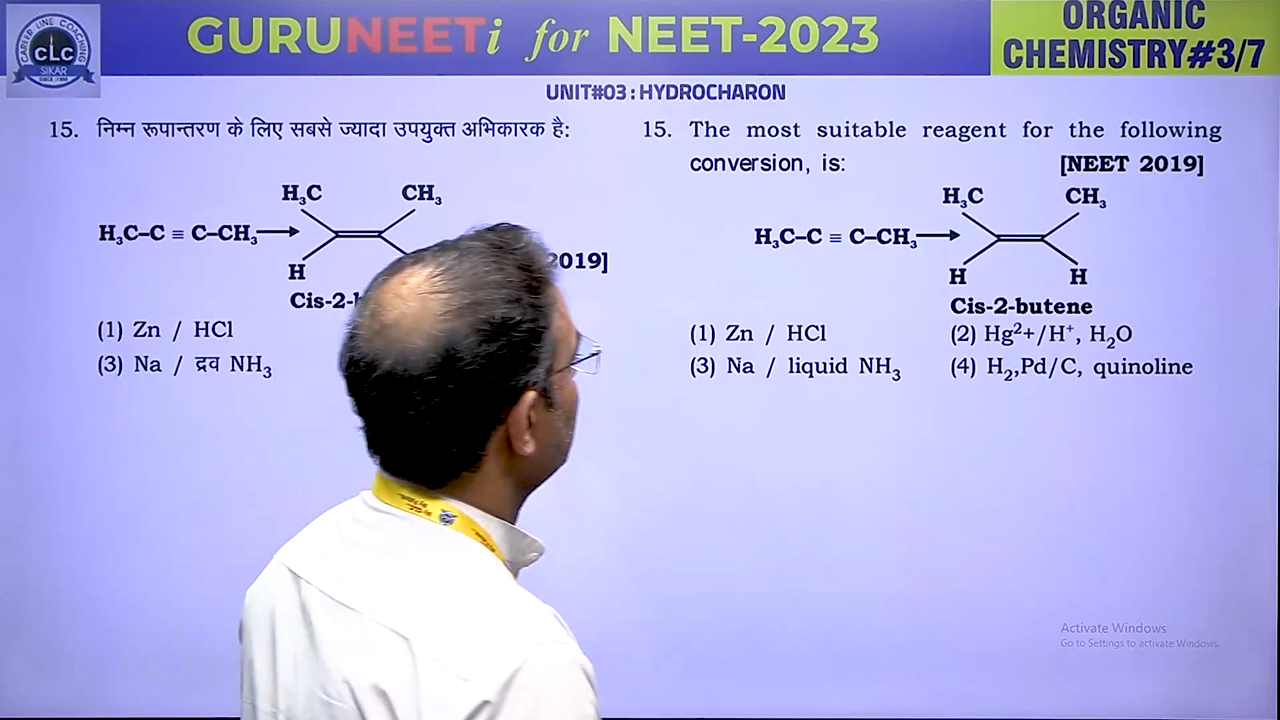 GURUNEETi for NEET-2023
ORGANIC
CHEMISTRY#3/7
CAREER LINE COACHING
CLC
SIKAR
UNIT#03 : HYDROCHARON
15. निम्न रूपान्तरण के लिए सबसे ज्यादा उपयुक्त अभिकारक है:
H₃C CH₃
H₃C–C ≡ C–CH₃
H
2019]
Cis-2-b
(1) Zn / HCl
(3) Na / द्रव NH₃
15. The most suitable reagent for the following
conversion, is: [NEET 2019]
H₃C CH₃
H₃C–C ≡ C–CH₃
H H
Cis-2-butene
(1) Zn / HCl (2) Hg²+/H⁺, H₂O
(3) Na / liquid NH₃ (4) H₂,Pd/C, quinoline
Activate Windows
Go to Settings to activate Windows.